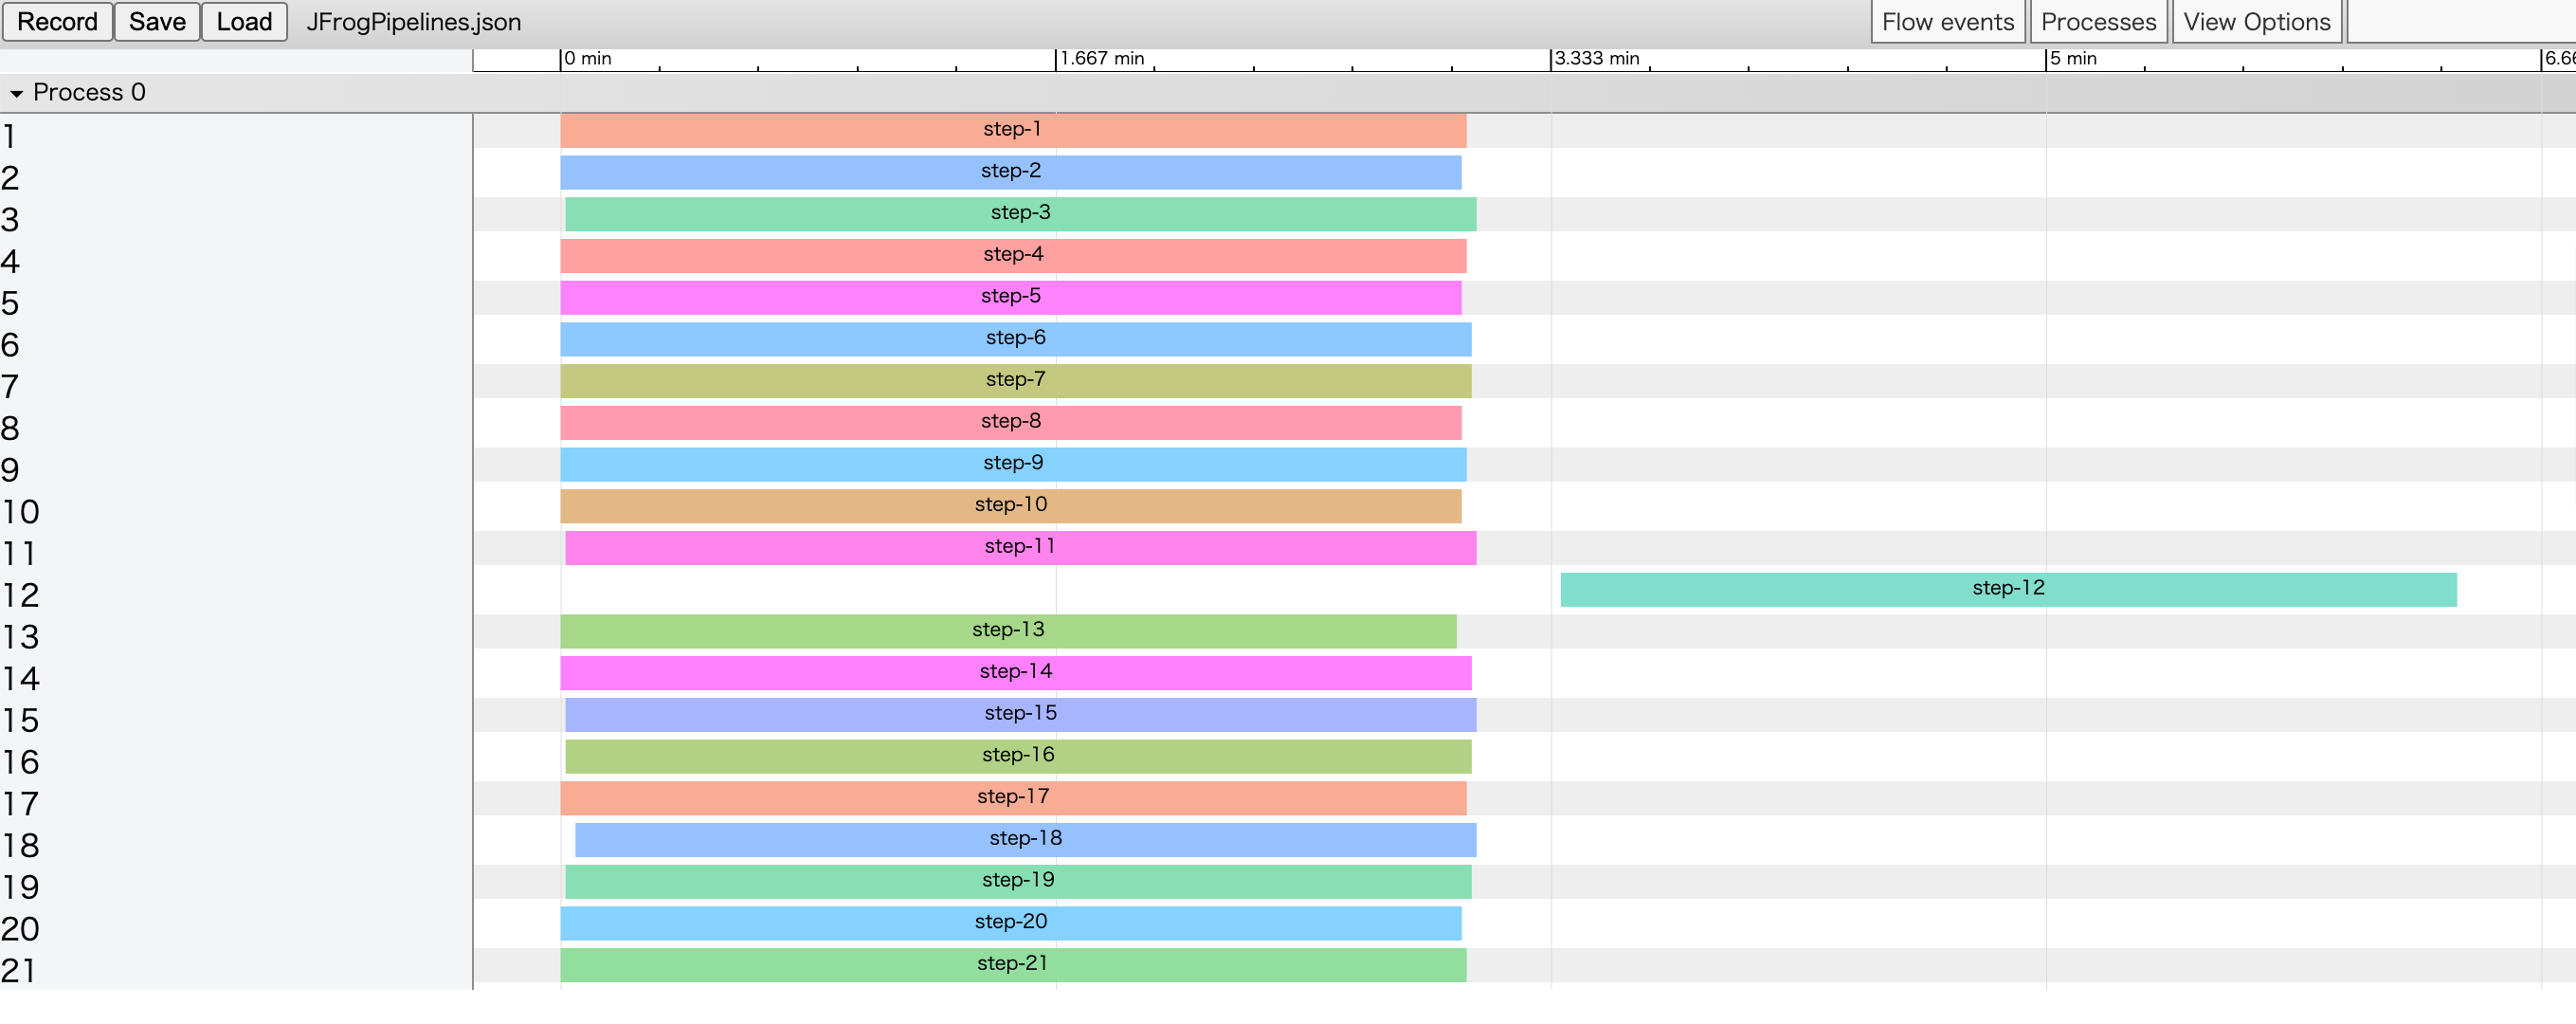 Record Save Load JFrogPipelines.json Flow events Processes View Options
0 min 1.667 min 3.333 min 5 min 6.66
Process 0
1 step-1
2 step-2
3 step-3
4 step-4
5 step-5
6 step-6
7 step-7
8 step-8
9 step-9
10 step-10
11 step-11
12 step-12
13 step-13
14 step-14
15 step-15
16 step-16
17 step-17
18 step-18
19 step-19
20 step-20
21 step-21